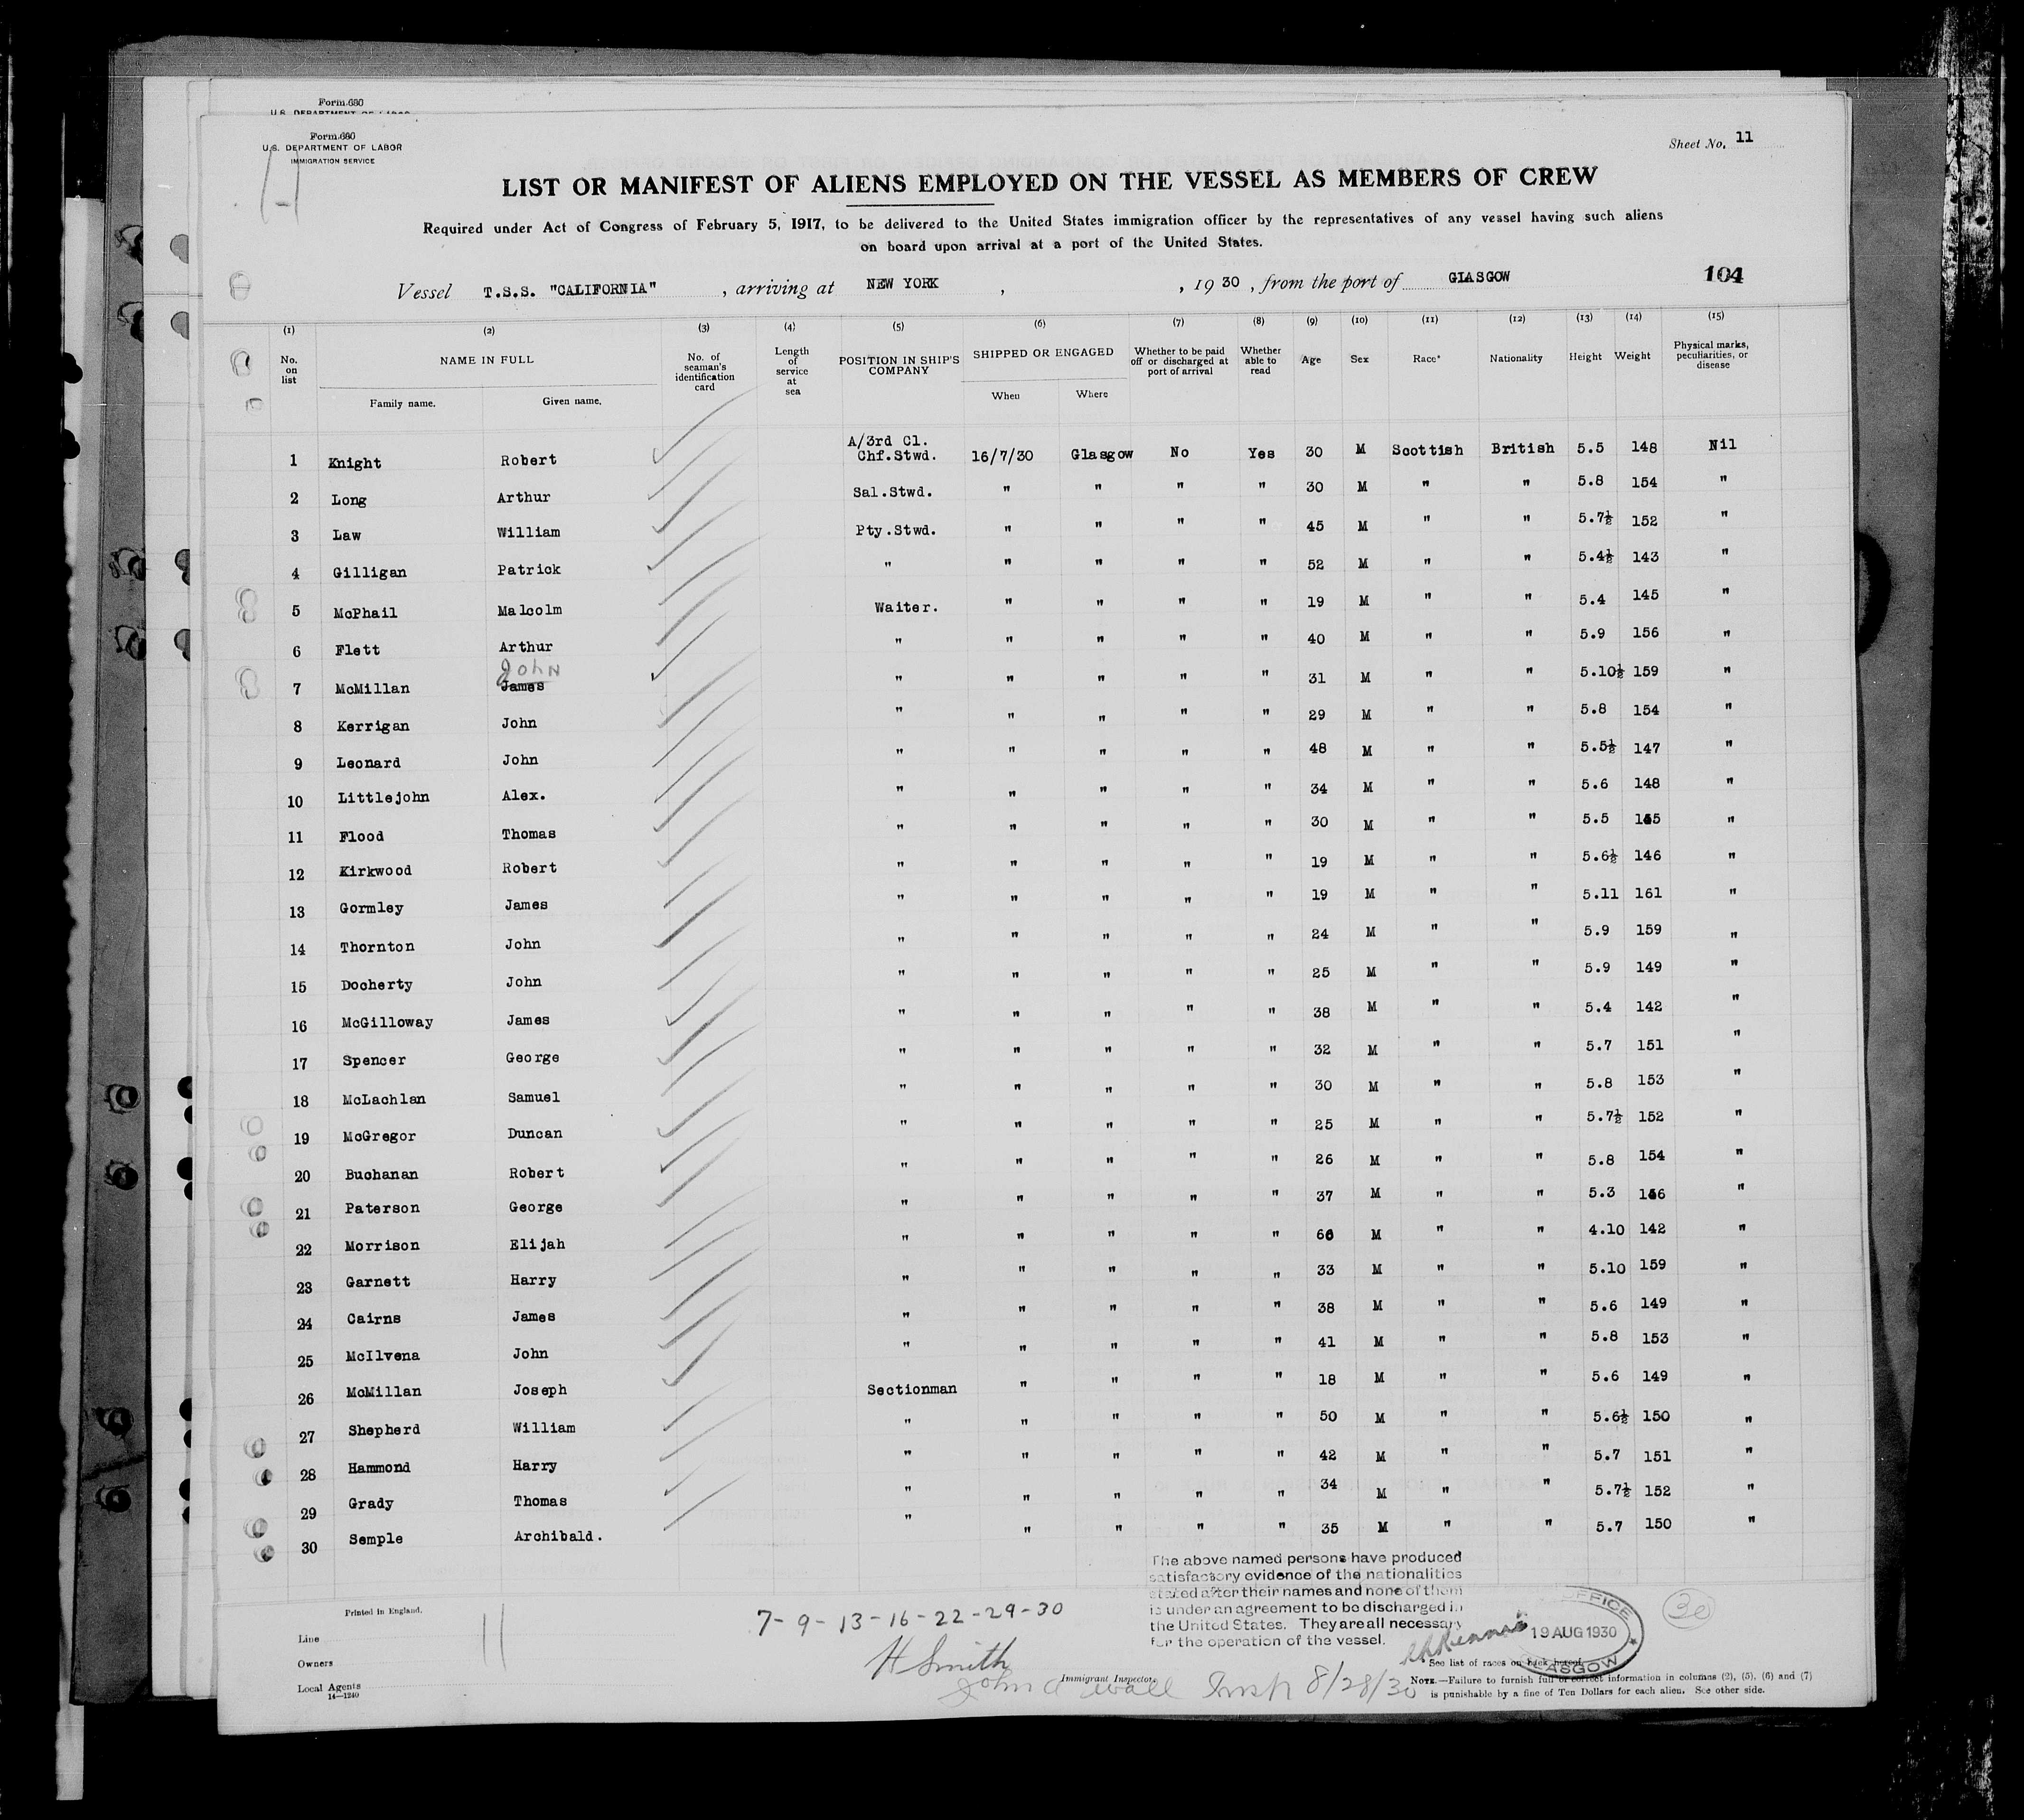 Form 680
U.S. DEPARTMENT OF LABOR
Form 680
U.S. DEPARTMENT OF LABOR
IMMIGRATION SERVICE
Sheet No. 11
LIST OR MANIFEST OF ALIENS EMPLOYED ON THE VESSEL AS MEMBERS OF CREW
Required under Act of Congress of February 5, 1917, to be delivered to the United States immigration officer by the representatives of any vessel having such aliens
on board upon arrival at a port of the United States.
Vessel T.S.S. "CALIFORNIA" , arriving at NEW YORK , , 19 30 , from the port of GLASGOW 104
(1) (2) (3) (4) (5) (6) (7) (8) (9) (10) (11) (12) (13) (14) (15)
No. on list NAME IN FULL Family name. Given name. No. of seaman's identification card Length of service at sea POSITION IN SHIP'S COMPANY SHIPPED OR ENGAGED When Where Whether to be paid off or discharged at port of arrival Whether able to read Age Sex Race* Nationality Height Weight Physical marks, peculiarities, or disease
1 Knight Robert A/3rd Cl. Chf.Stwd. 16/7/30 Glasgow No Yes 30 M Scottish British 5.5 148 Nil
2 Long Arthur Sal.Stwd. " " " " 30 M " " 5.8 154 "
3 Law William Pty.Stwd. " " " " 45 M " " 5.7½ 152 "
4 Gilligan Patrick " " " " " 52 M " " 5.4½ 143 "
5 McPhail Malcolm Waiter. " " " " 19 M " " 5.4 145 "
6 Flett Arthur " " " " " 40 M " " 5.9 156 "
John
7 McMillan James " " " " " 31 M " " 5.10½ 159 "
8 Kerrigan John " " " " " 29 M " " 5.8 154 "
9 Leonard John " " " " " 48 M " " 5.5½ 147 "
10 Littlejohn Alex. " " " " " 34 M " " 5.6 148 "
11 Flood Thomas " " " " " 30 M " " 5.5 "
12 Kirkwood Robert " " " " " 19 M " " 5.6½ 146 "
13 Gormley James " " " " " 19 M " " 5.11 161 "
14 Thornton John " " " " " 24 M " " 5.9 159 "
15 Docherty John " " " " " 25 M " " 5.9 149 "
16 McGilloway James " " " " " 38 M " " 5.4 142 "
17 Spencer George " " " " " 32 M " " 5.7 151 "
18 McLachlan Samuel " " " " " 30 M " " 5.8 153 "
19 McGregor Duncan " " " " " 25 M " " 5.7½ 152 "
20 Buchanan Robert " " " " " 26 M " " 5.8 154 "
21 Paterson George " " " " " 37 M " " 5.3 "
22 Morrison Elijah " " " " " M " " 4.10 142 "
23 Garnett Harry " " " " " 33 M " " 5.10 159 "
24 Cairns James " " " " " 38 M " " 5.6 149 "
25 McIlvena John " " " " " 41 M " " 5.8 153 "
26 McMillan Joseph Sectionman " " " " 18 M " " 5.6 149 "
27 Shepherd William " " " " " 50 M " " 5.6½ 150 "
28 Hammond Harry " " " " " 42 M " " 5.7 151 "
29 Grady Thomas " " " " " 34 M " " 5.7½ 152 "
30 Semple Archibald. " " " " " 35 M " " 5.7 150 "
The above named persons have produced
satisfactory evidence of the nationalities
stated after their names and none of them
is under an agreement to be discharged in
the United States. They are all necessary
for the operation of the vessel.
Printed in England.
Line
Owners
Local Agents
14—1240
11
7-9-13-16-22-29-30
H Smith
John A Wall Insp 8/28/30
Immigrant Inspector.
OFFICE
19 AUG 1930
GLASGOW
30
See list of races on back hereof.
NOTE.—Failure to furnish full or correct information in columns (2), (5), (6) and (7)
is punishable by a fine of Ten Dollars for each alien. See other side.